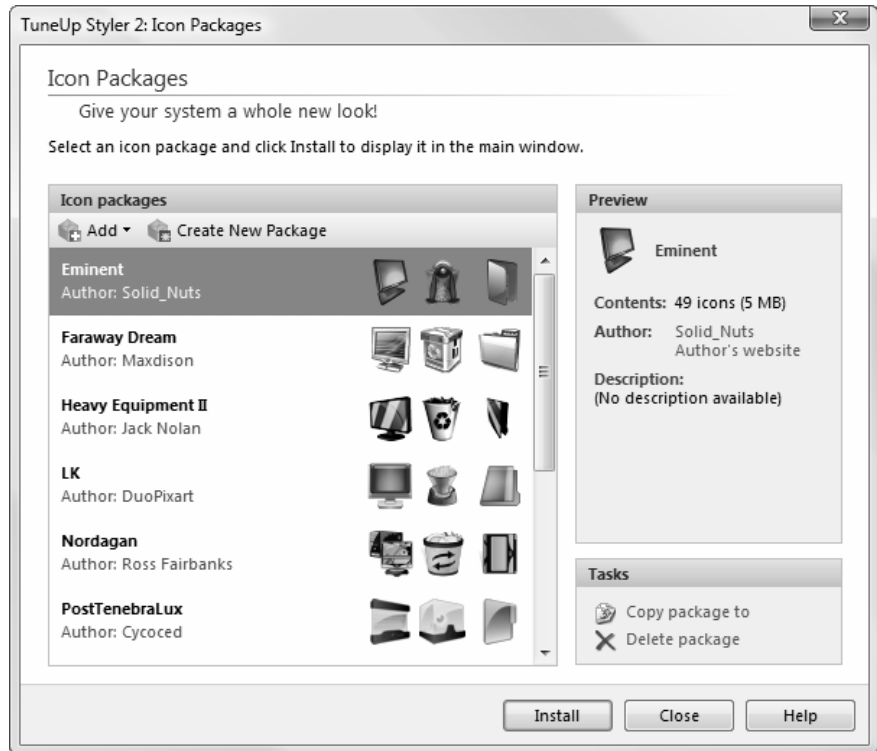 TuneUp Styler 2: Icon Packages
Icon Packages
Give your system a whole new look!
Select an icon package and click Install to display it in the main window.
Icon packages
Add
Create New Package
Eminent
Author: Solid_Nuts
Faraway Dream
Author: Maxdison
Heavy Equipment II
Author: Jack Nolan
LK
Author: DuoPixart
Nordagan
Author: Ross Fairbanks
PostTenebraLux
Author: Cycoced
Preview
Eminent
Contents: 49 icons (5 MB)
Author: Solid_Nuts
Author's website
Description:
(No description available)
Tasks
Copy package to
Delete package
Install
Close
Help